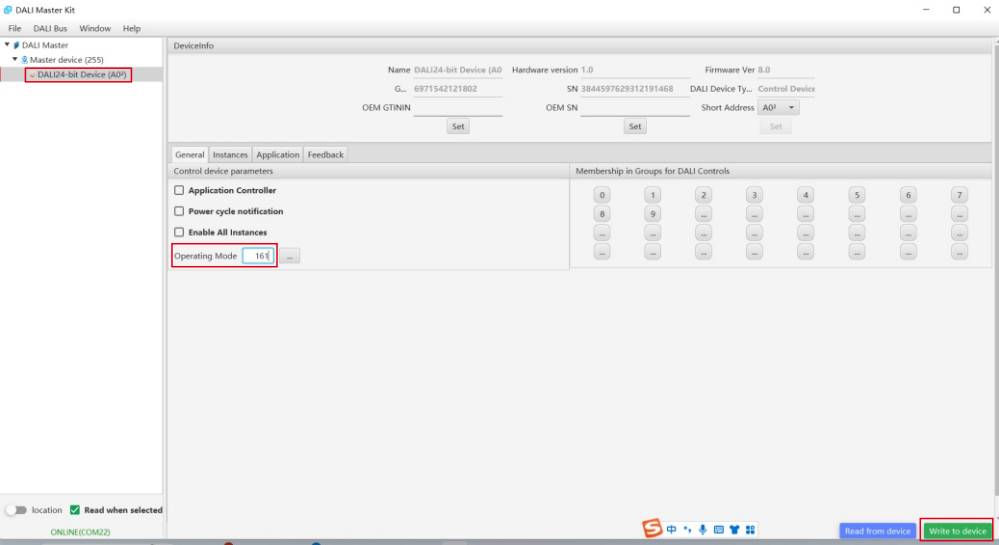 DALI Master Kit
File DALI Bus Window Help
DALI Master
Master device (255)
DALI24-bit Device (A0²)
DeviceInfo
Name DALI24-bit Device (A0 Hardware version 1.0 Firmware Ver 8.0
G... 6971542121802 SN 3844597629312191468 DALI Device Ty... Control Device
OEM GTININ OEM SN Short Address A0²
Set Set Set
General Instances Application Feedback
Control device parameters Membership in Groups for DALI Controls
Application Controller
Power cycle notification
Enable All Instances
Operating Mode 161 ...
0 1 2 3 4 5 6 7
8 9 ... ... ... ... ... ...
... ... ... ... ... ... ... ...
... ... ... ... ... ... ... ...
location Read when selected
ONLINE(COM22)
S 中
Read from device Write to device